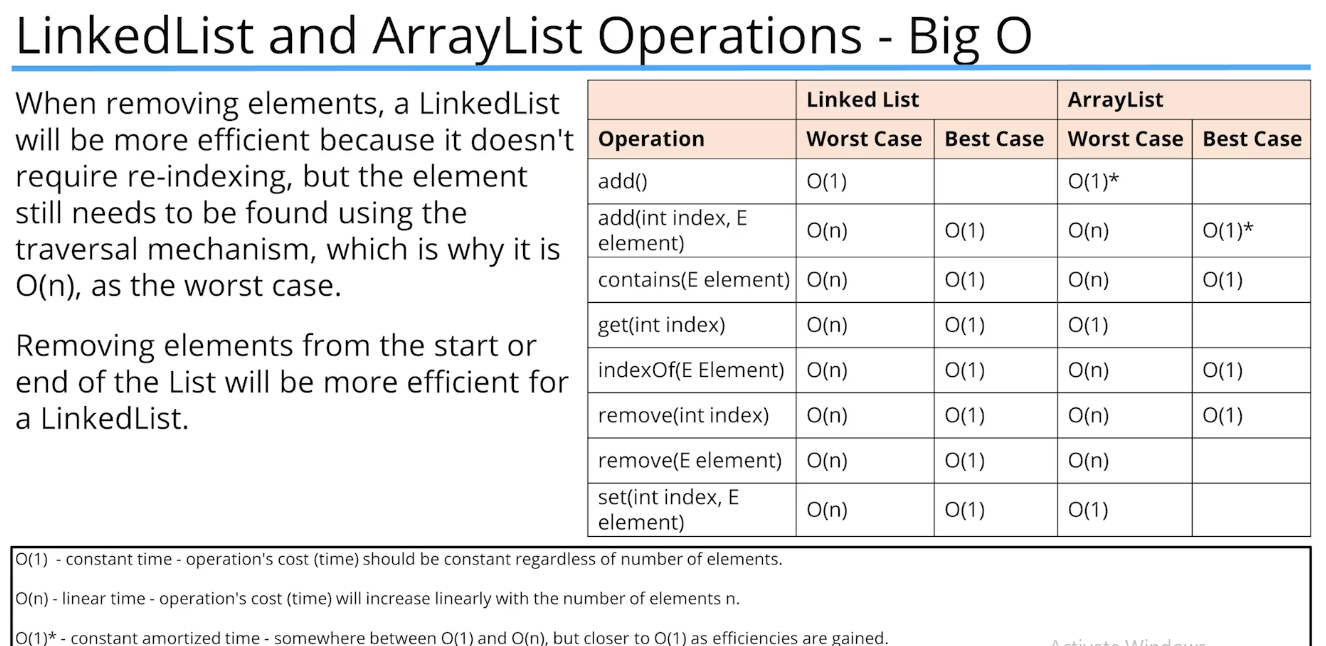 LinkedList and ArrayList Operations - Big O
When removing elements, a LinkedList
will be more efficient because it doesn't
require re-indexing, but the element
still needs to be found using the
traversal mechanism, which is why it is
O(n), as the worst case.
Removing elements from the start or
end of the List will be more efficient for
a LinkedList.
Linked List ArrayList
Operation Worst Case Best Case Worst Case Best Case
add() O(1) O(1)*
add(int index, E
element) O(n) O(1) O(n) O(1)*
contains(E element) O(n) O(1) O(n) O(1)
get(int index) O(n) O(1) O(1)
indexOf(E Element) O(n) O(1) O(n) O(1)
remove(int index) O(n) O(1) O(n) O(1)
remove(E element) O(n) O(1) O(n)
set(int index, E
element) O(n) O(1) O(1)
O(1) - constant time - operation's cost (time) should be constant regardless of number of elements.
O(n) - linear time - operation's cost (time) will increase linearly with the number of elements n.
O(1)* - constant amortized time - somewhere between O(1) and O(n), but closer to O(1) as efficiencies are gained.
Activate Windows